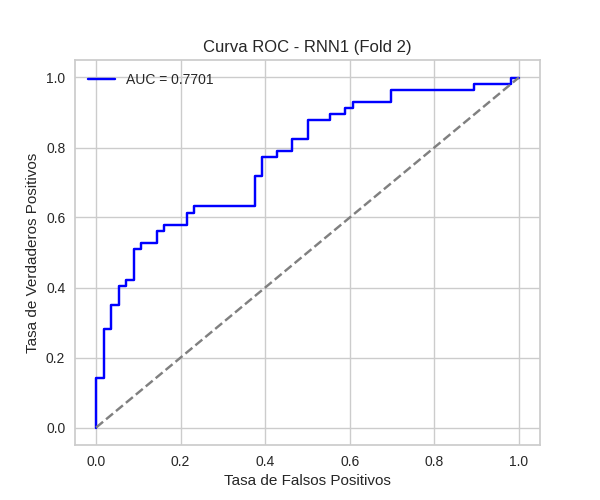 Curva ROC - RNN1 (Fold 2)
AUC = 0.7701
Tasa de Verdaderos Positivos
1.0
0.8
0.6
0.4
0.2
0.0
0.0 0.2 0.4 0.6 0.8 1.0
Tasa de Falsos Positivos